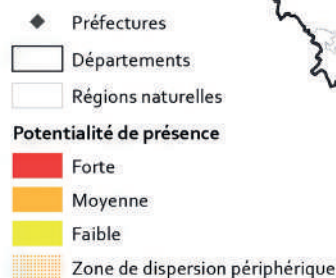 Préfectures
Départements
Régions naturelles
Potentialité de présence
Forte
Moyenne
Faible
Zone de dispersion périphérique